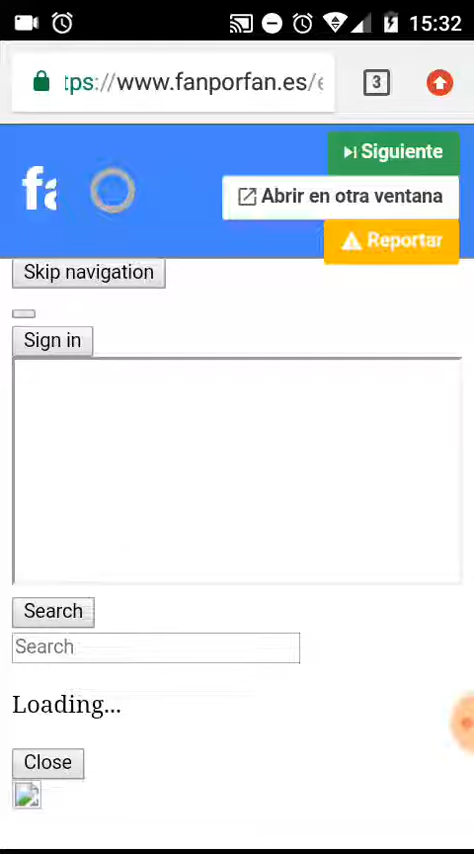 15:32
tps://www.fanporfan.es/e
3
Siguiente
fa
Abrir en otra ventana
Reportar
Skip navigation
Sign in
Search
Search
Loading...
Close